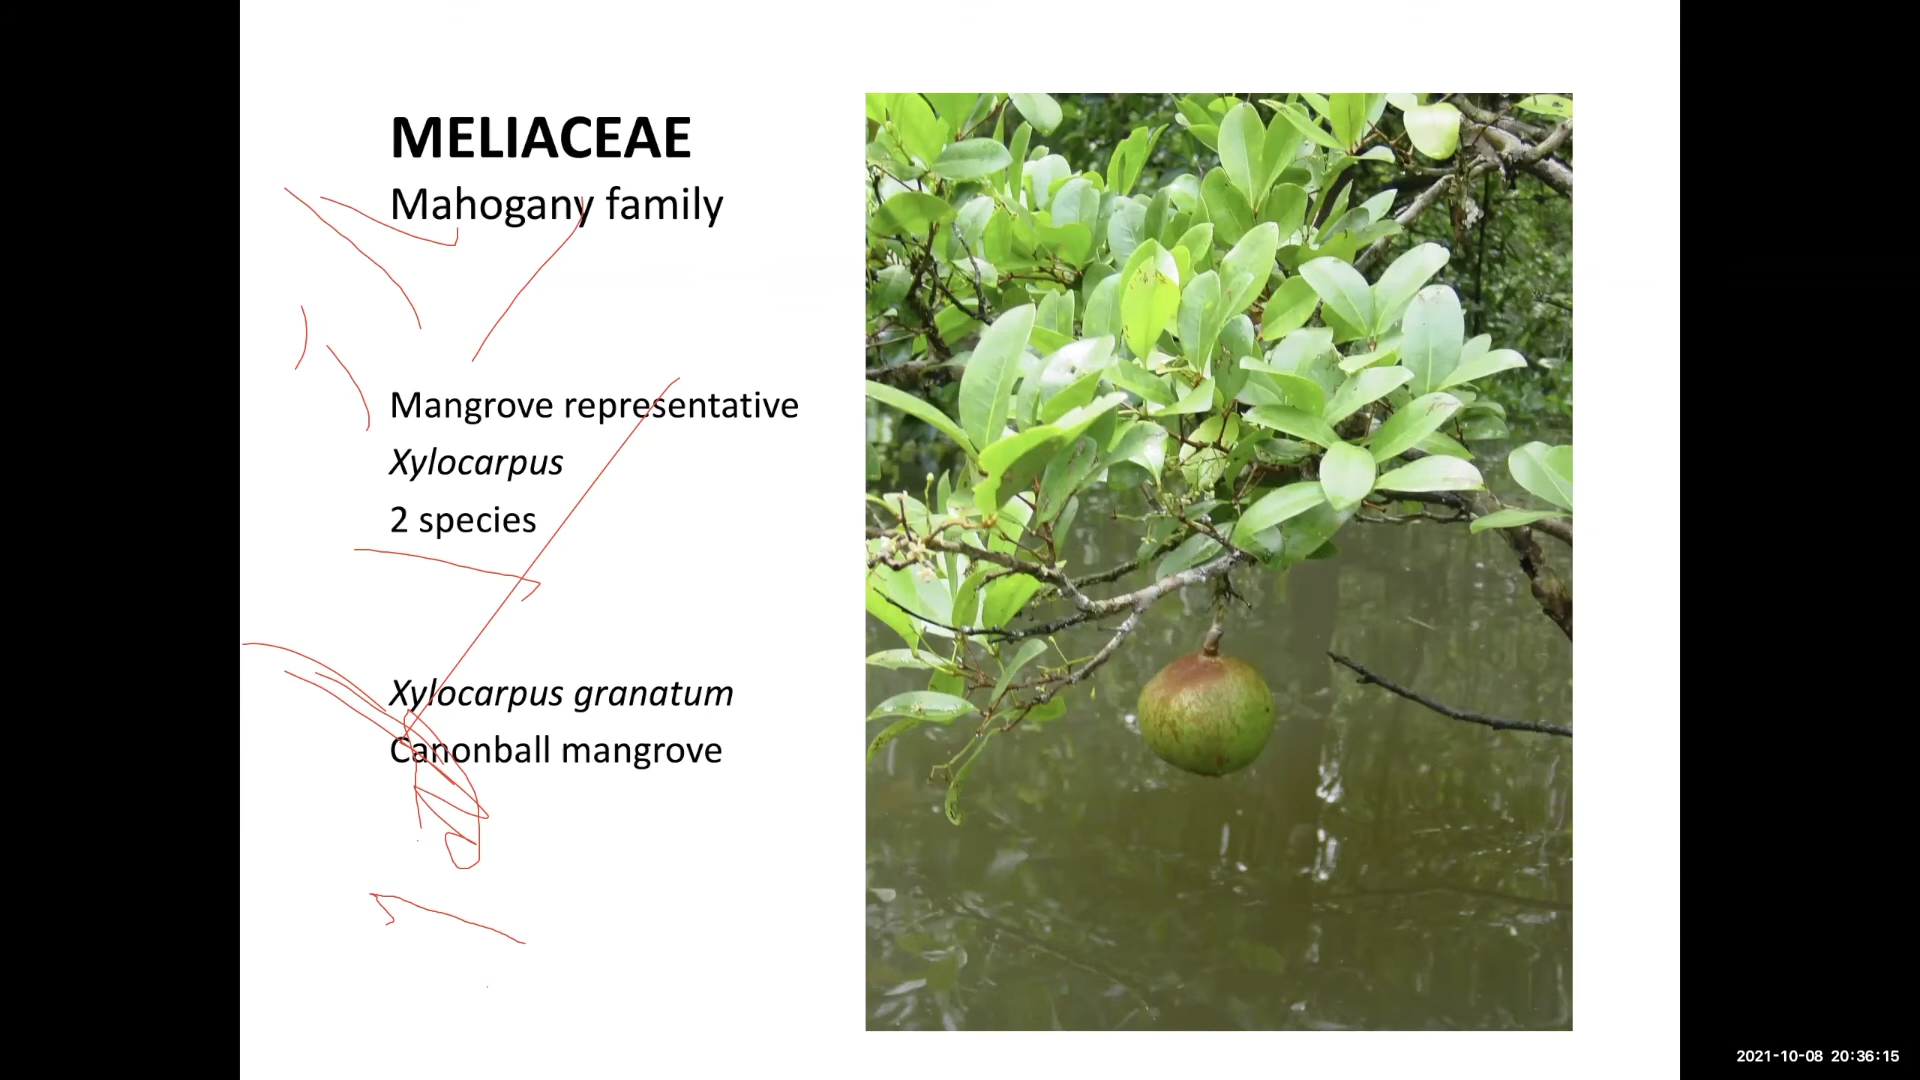 MELIACEAE
Mahogany family
Mangrove representative
Xylocarpus
2 species
Xylocarpus granatum
Canonball mangrove
2021-10-08 20:36:15